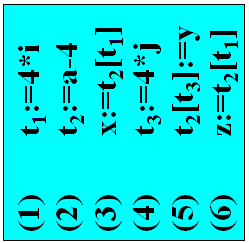 (1) t₁:=4*i
(2) t₂:=a-4
(3) x:=t₂[t₁]
(4) t₃:=4*j
(5) t₂[t₃]:=y
(6) z:=t₂[t₁]